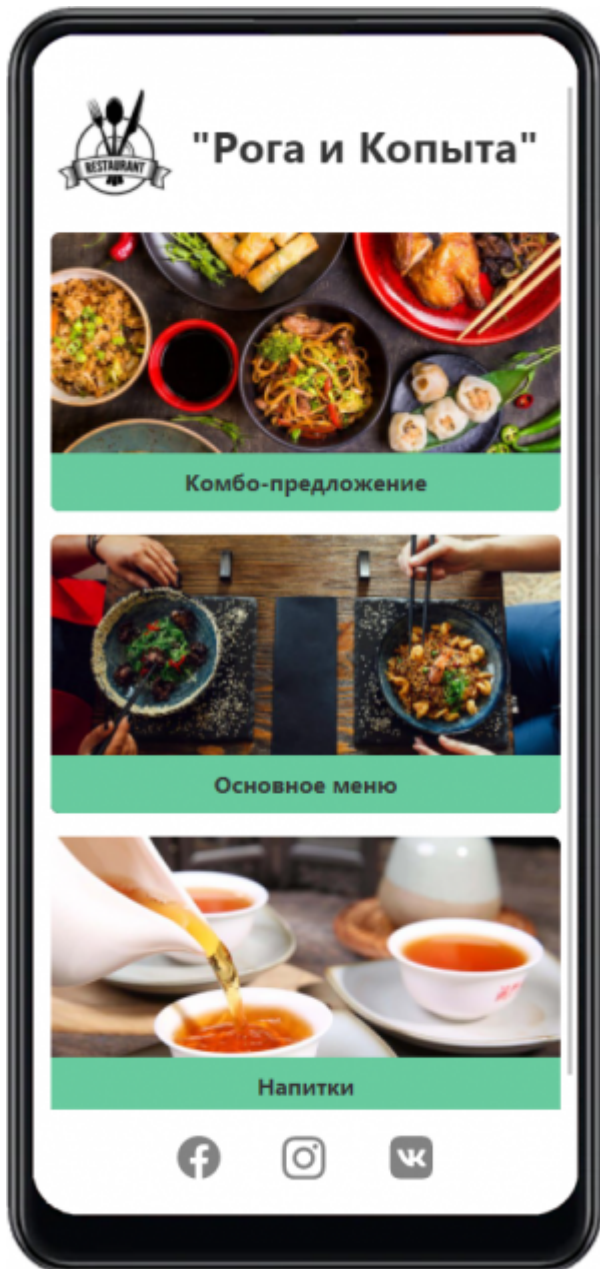 RESTAURANT
"Рога и Копыта"
Комбо-предложение
Основное меню
Напитки